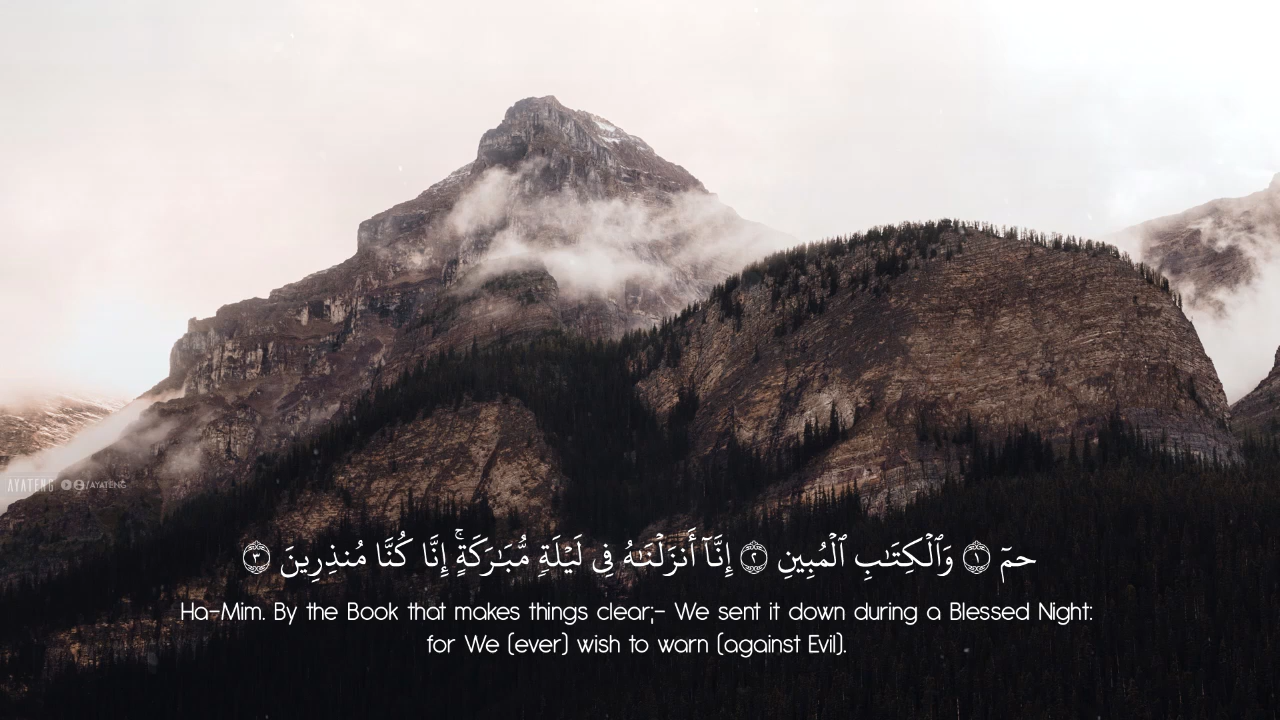 AYATENG /AYATENG
حمٓ ١ وَٱلْكِتَـٰبِ ٱلْمُبِينِ ٢ إِنَّآ أَنزَلْنَـٰهُ فِى لَيْلَةٍ مُّبَـٰرَكَةٍ ۚ إِنَّا كُنَّا مُنذِرِينَ ٣
Ha-Mim. By the Book that makes things clear;- We sent it down during a Blessed Night:
for We (ever) wish to warn (against Evil).